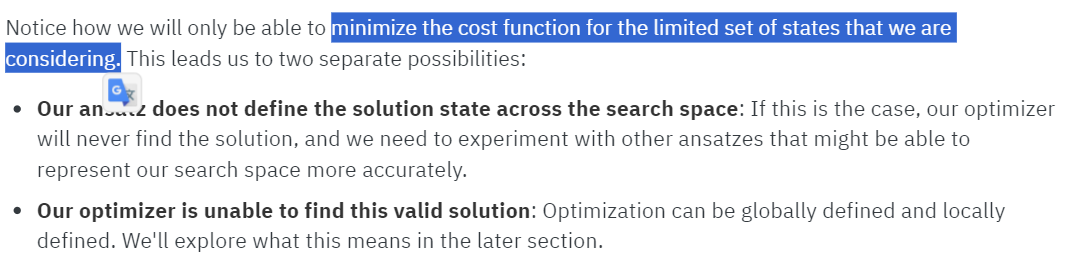 Notice how we will only be able to minimize the cost function for the limited set of states that we are
considering. This leads us to two separate possibilities:
• Our ansatz does not define the solution state across the search space: If this is the case, our optimizer
will never find the solution, and we need to experiment with other ansatzes that might be able to
represent our search space more accurately.
• Our optimizer is unable to find this valid solution: Optimization can be globally defined and locally
defined. We'll explore what this means in the later section.